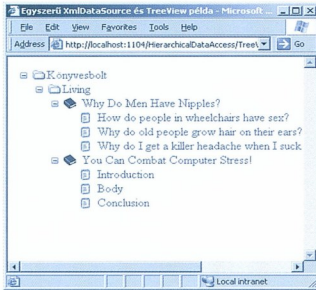 Egyszerű XmlDataSource és TreeView példa - Microsoft ...
File Edit View Favorites Tools Help
Address http://localhost:1104/HierarchicalDataAccess/Tree\ Go
Könyvesbolt
Living
Why Do Men Have Nipples?
How do people in wheelchairs have sex?
Why do old people grow hair on their ears?
Why do I get a killer headache when I suck
You Can Combat Computer Stress!
Introduction
Body
Conclusion
Local intranet